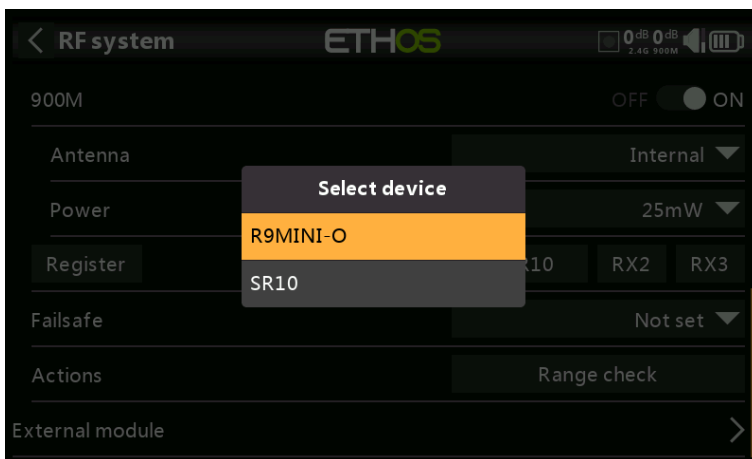 RF system
ETHOS
0dB 0dB
2.4G 900M
900M
OFF ON
Antenna Internal
Select device
Power 25mW
R9MINI-O
Register RX2 RX3
SR10
Failsafe Not set
Actions Range check
External module